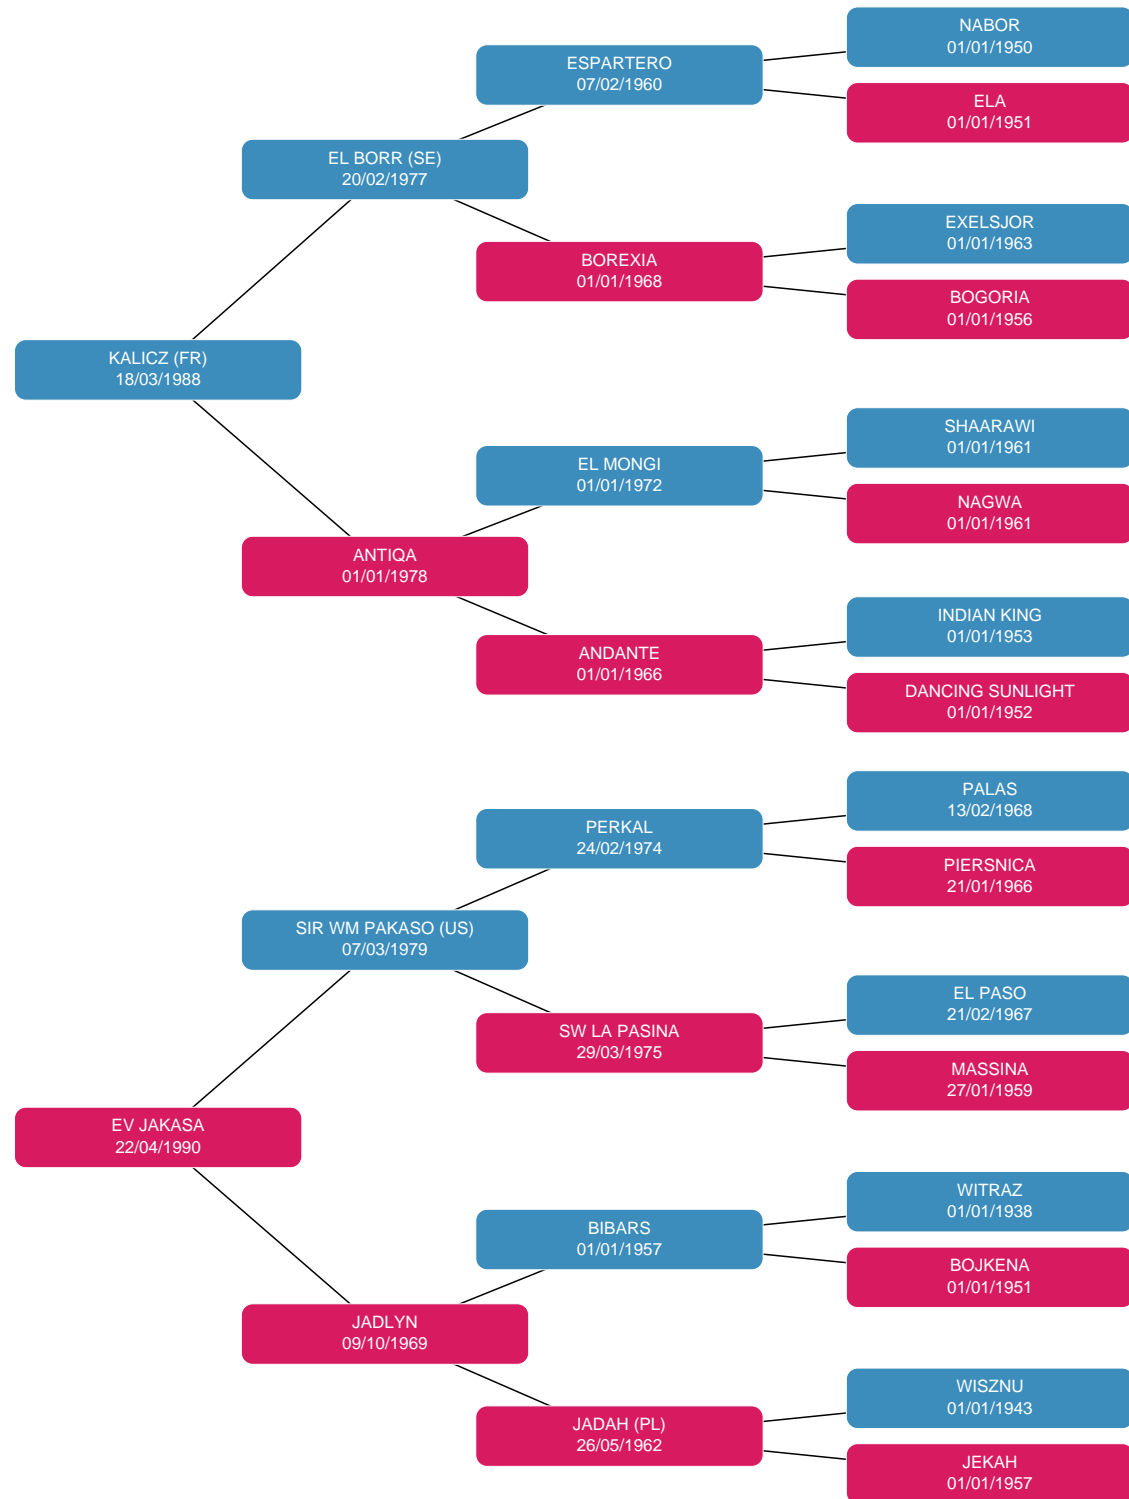 NABOR
01/01/1950
ESPARTERO
07/02/1960
ELA
01/01/1951
EL BORR (SE)
20/02/1977
EXELSJOR
01/01/1963
BOREXIA
01/01/1968
BOGORIA
01/01/1956
KALICZ (FR)
18/03/1988
SHAARAWI
01/01/1961
EL MONGI
01/01/1972
NAGWA
01/01/1961
ANTIQA
01/01/1978
INDIAN KING
01/01/1953
ANDANTE
01/01/1966
DANCING SUNLIGHT
01/01/1952
PALAS
13/02/1968
PERKAL
24/02/1974
PIERSNICA
21/01/1966
SIR WM PAKASO (US)
07/03/1979
EL PASO
21/02/1967
SW LA PASINA
29/03/1975
MASSINA
27/01/1959
EV JAKASA
22/04/1990
WITRAZ
01/01/1938
BIBARS
01/01/1957
BOJKENA
01/01/1951
JADLYN
09/10/1969
WISZNU
01/01/1943
JADAH (PL)
26/05/1962
JEKAH
01/01/1957